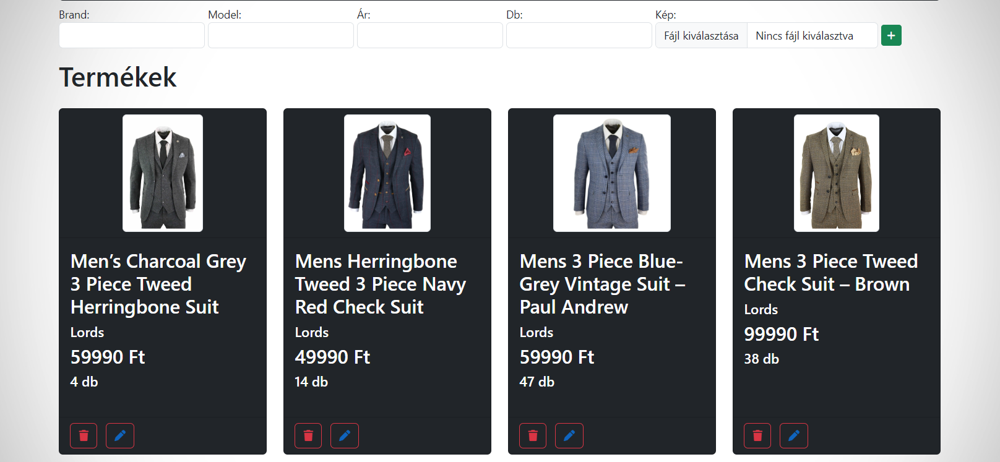 Brand: Model: Ár: Db: Kép:
Fájl kiválasztása Nincs fájl kiválasztva +
Termékek
Men’s Charcoal Grey
3 Piece Tweed
Herringbone Suit
Lords
59990 Ft
4 db
Mens Herringbone
Tweed 3 Piece Navy
Red Check Suit
Lords
49990 Ft
14 db
Mens 3 Piece Blue-
Grey Vintage Suit –
Paul Andrew
Lords
59990 Ft
47 db
Mens 3 Piece Tweed
Check Suit – Brown
Lords
99990 Ft
38 db